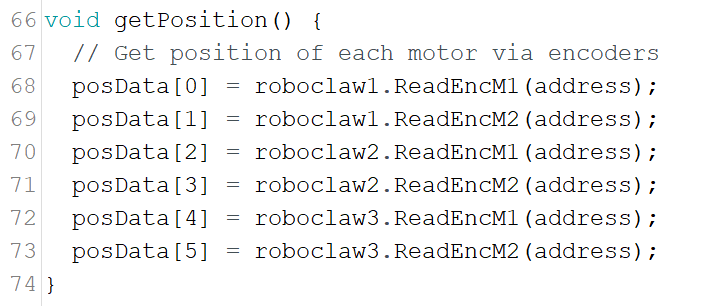 66 void getPosition() {
67   // Get position of each motor via encoders
68   posData[0] = roboclaw1.ReadEncM1(address);
69   posData[1] = roboclaw1.ReadEncM2(address);
70   posData[2] = roboclaw2.ReadEncM1(address);
71   posData[3] = roboclaw2.ReadEncM2(address);
72   posData[4] = roboclaw3.ReadEncM1(address);
73   posData[5] = roboclaw3.ReadEncM2(address);
74 }